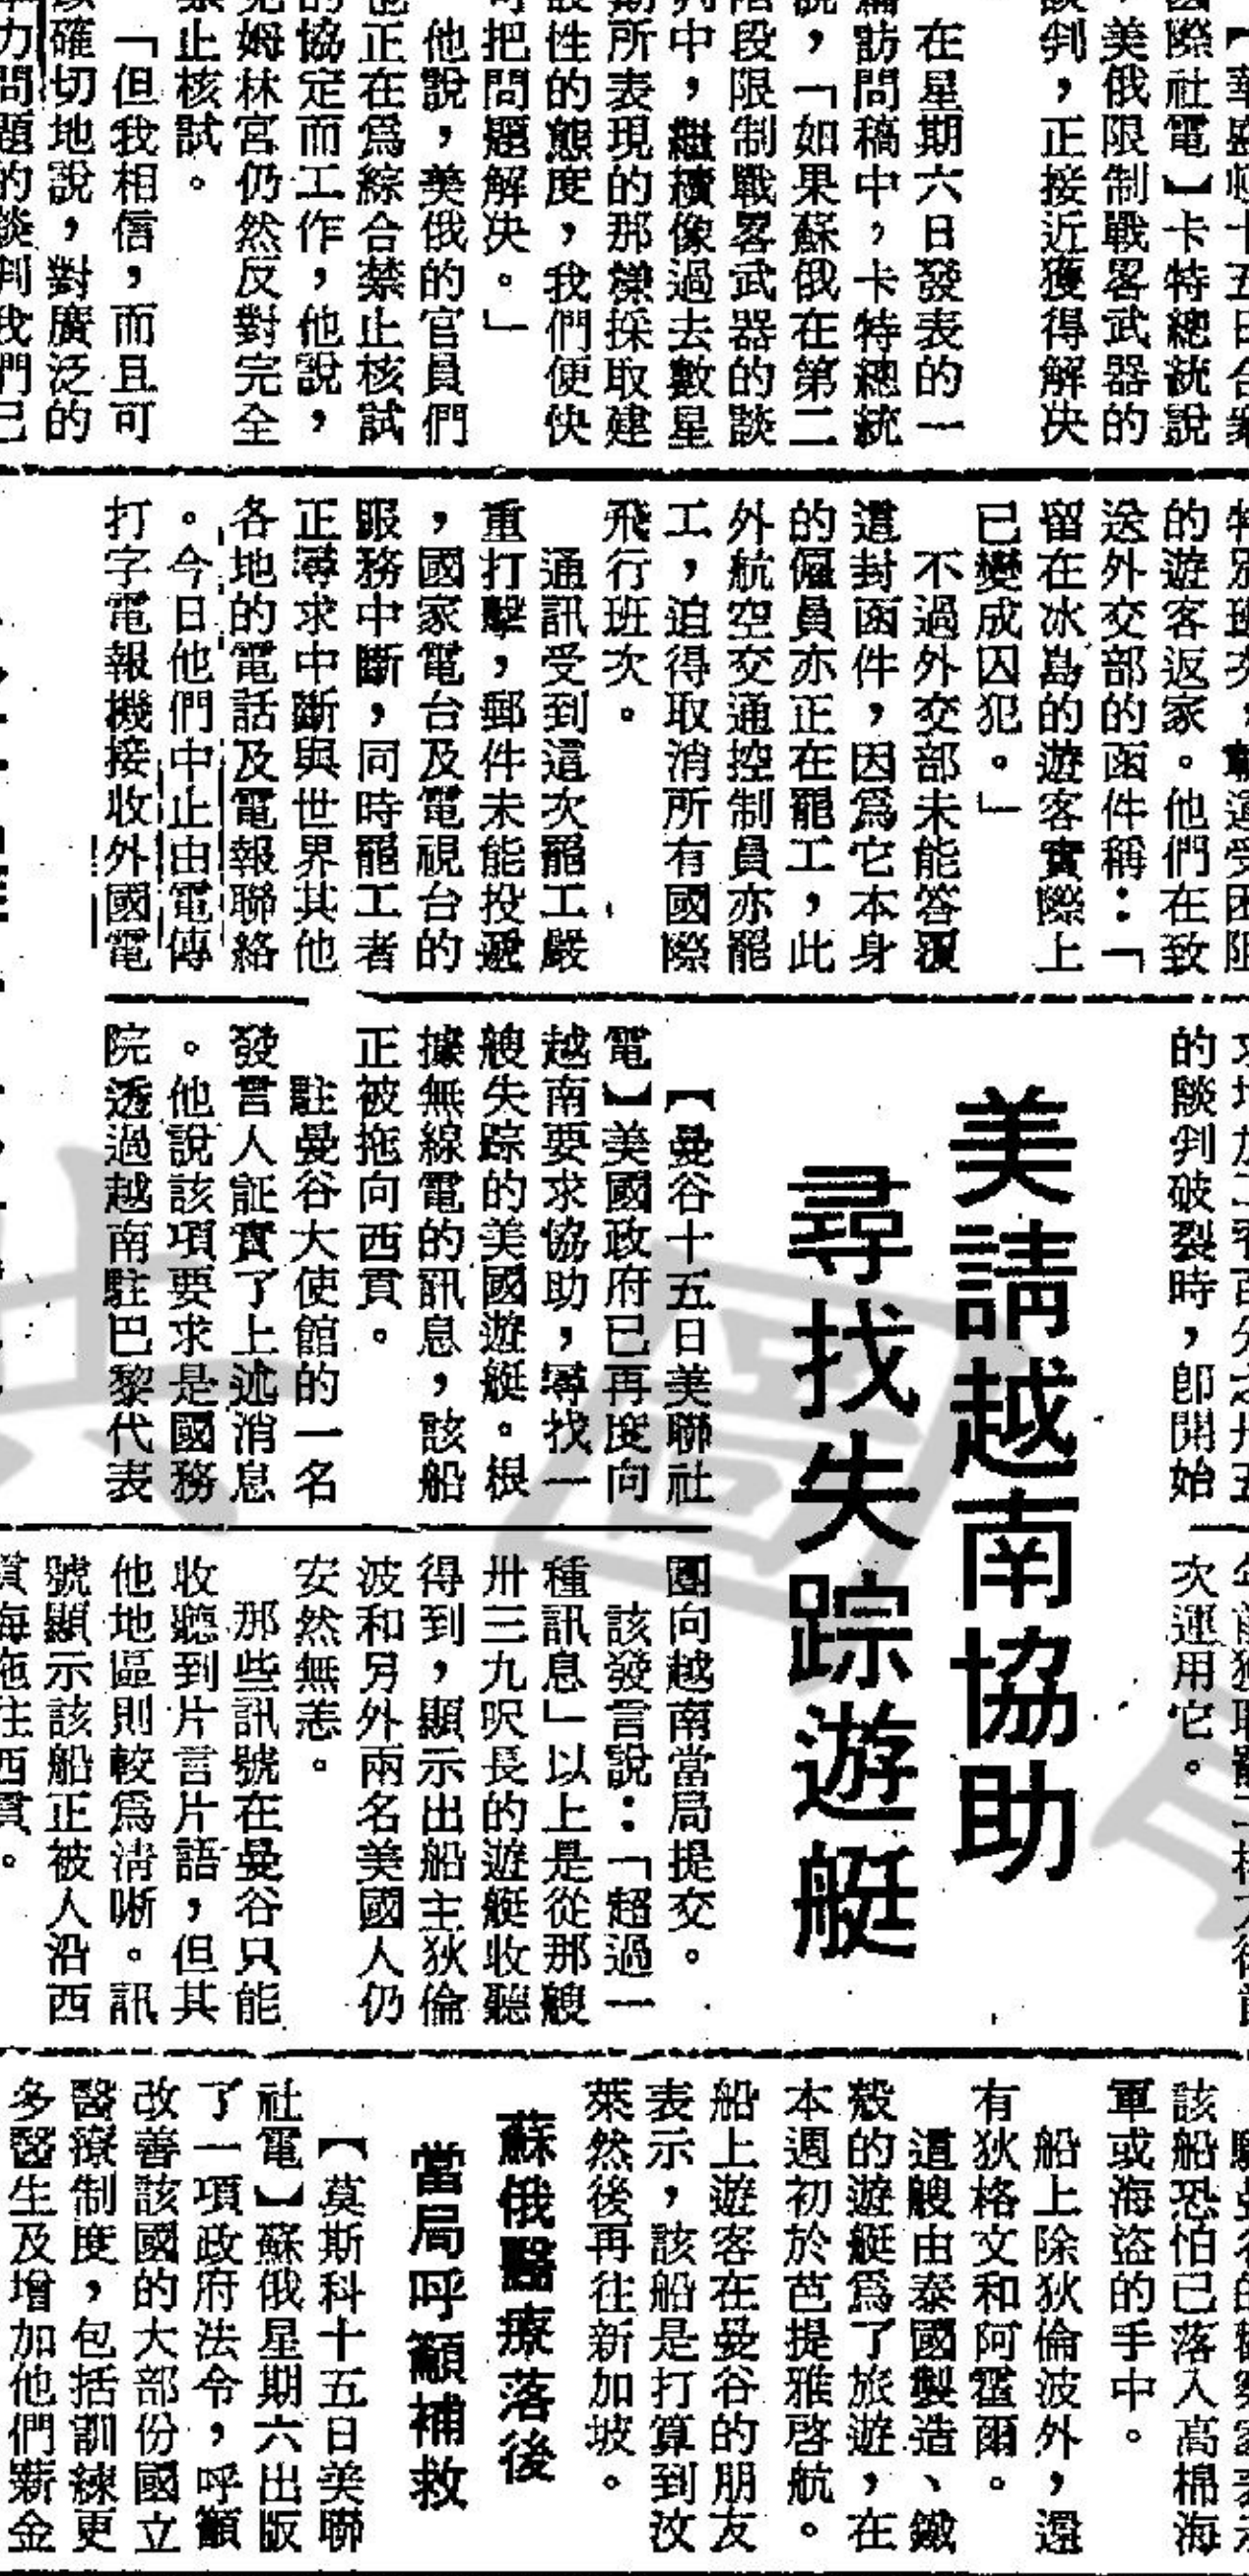 國際社電】卡特總統說
，美俄限制戰畧武器的
談判，正接近獲得解決
在星期六日發表的一
篇訪問稿中，卡特總統
說，「如果蘇俄在第二
階段限制戰畧武器的談
判中，繼續像過去數星
期所表現的那樣採取建
設性的態度，我們便快
可把問題解決。」
他說，美俄的官員們
也正在為綜合禁止核試
的協定而工作，他說，
克姆林宮仍然反對完全
禁止核試。
「但我相信，而且可
確切地說，對廣泛的
力問題的談判我們已
的遊客返家。他們在致
送外交部的函件稱：「
留在冰島的遊客實際上
已變成囚犯。」
不過外交部未能答覆
這封函件，因為它本身
的僱員亦正在罷工，此
外航空交通控制員亦罷
工，迫得取消所有國際
飛行班次。
通訊受到這次罷工嚴
重打擊，郵件未能投遞
，國家電台及電視台的
服務中斷，同時罷工者
正尋求中斷與世界其他
各地的電話及電報聯絡
。今日他們中止由電傳
打字電報機接收外國電
的談判破裂時，卽開始
次運用它。
美請越南協助
尋找失踪遊艇
【曼谷十五日美聯社
電】美國政府已再度向
越南要求協助，尋找一
艘失踪的美國遊艇。根
據無線電的訊息，該船
正被拖向西貢。
駐曼谷大使館的一名
發言人証實了上述消息
。他說該項要求是國務
院透過越南駐巴黎代表
團向越南當局提交。
該發言說：「超過一
種訊息」以上是從那艘
卅三九呎長的遊艇收聽
得到，顯示出船主狄倫
波和另外兩名美國人仍
安然無恙。
那些訊號在曼谷只能
收聽到片言片語，但其
他地區則較為清晰。訊
號顯示該船正被人沿西
貢海拖往西貢。
該船恐怕已落入高棉海
軍或海盜的手中。
船上除狄倫波外，還
有狄格文和阿霍爾。
這艘由泰國製造、鐵
殼的遊艇為了旅遊，在
本週初於芭提雅啓航。
船上遊客在曼谷的朋友
表示，該船是打算到汶
萊然後再往新加坡。
蘇俄醫療落後
當局呼籲補救
【莫斯科十五日美聯
社電】蘇俄星期六出版
了一項政府法令，呼籲
改善該國的大部份國立
醫療制度，包括訓練更
多醫生及增加他們薪金